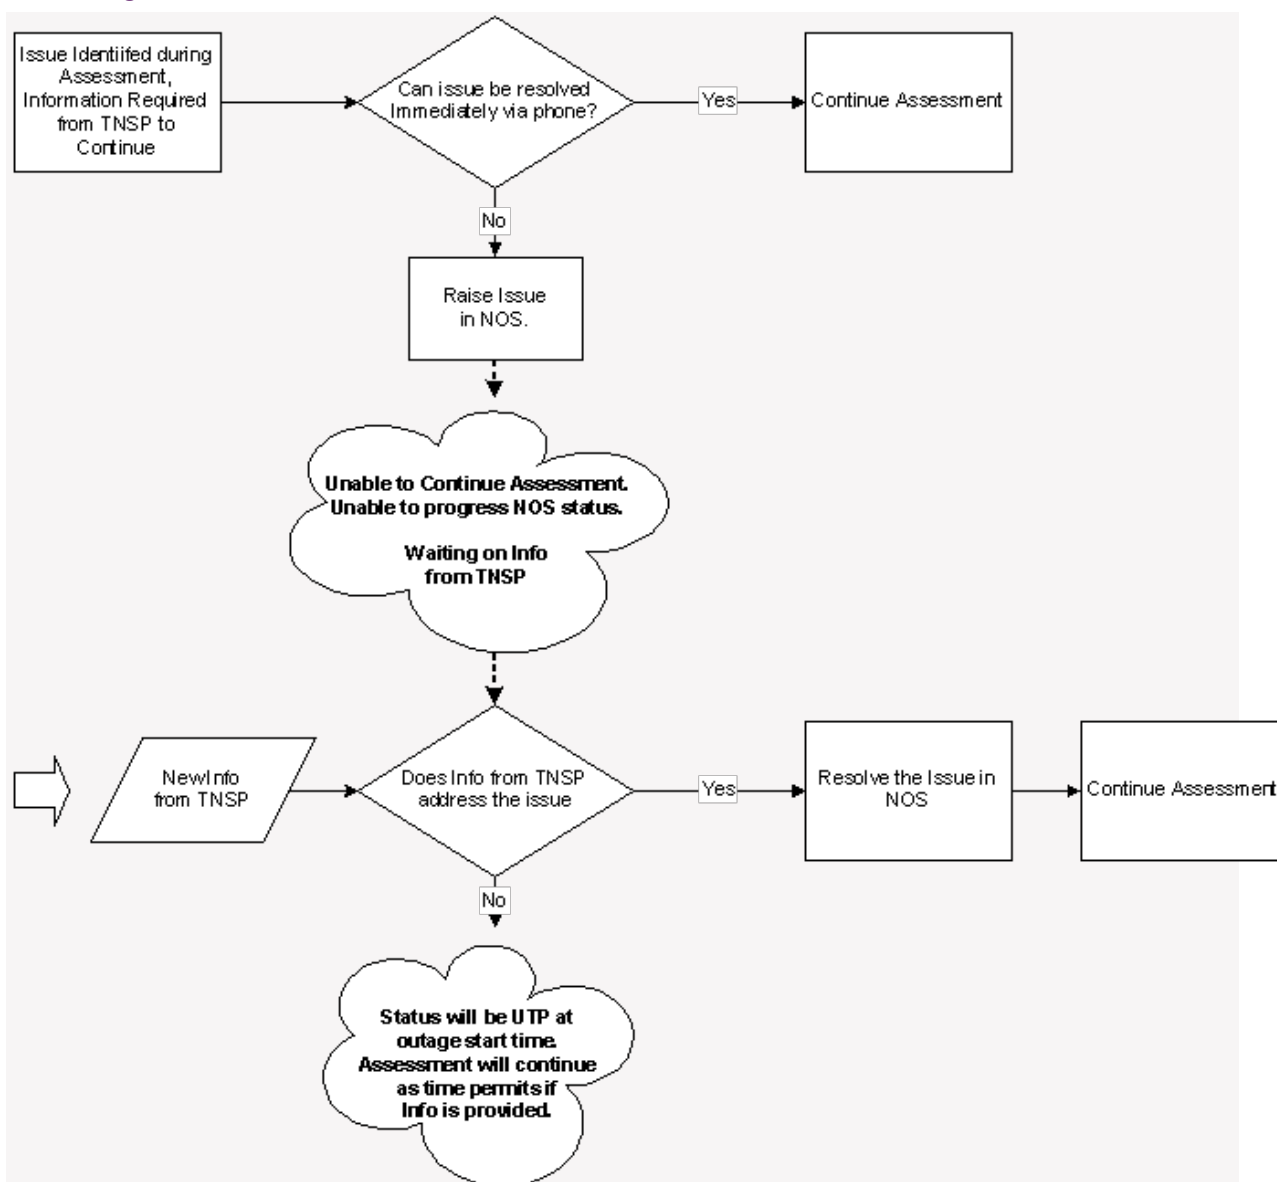 Issue Identiifed during
Assessment,
Information Required
from TNSP to
Continue
Can issue be resolved
Immediately via phone?
Yes
Continue Assessment
No
Raise Issue
in NOS.
Unable to Continue Assessment.
Unable to progress NOS status.
Waiting on Info
from TNSP
NewInfo
from TNSP
Does Info from TNSP
address the issue
Yes
Resolve the Issue in
NOS
Continue Assessment
No
Status will be UTP at
outage start time.
Assessment will continue
as time permits if
Info is provided.